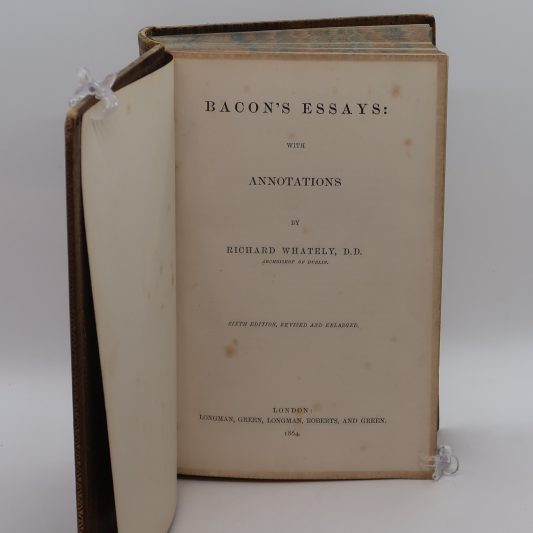 BACON'S ESSAYS:
WITH
ANNOTATIONS
BY
RICHARD WHATELY, D.D.
ARCHBISHOP OF DUBLIN.
SIXTH EDITION, REVISED AND ENLARGED.
LONDON:
LONGMAN, GREEN, LONGMAN, ROBERTS, AND GREEN.
1864.